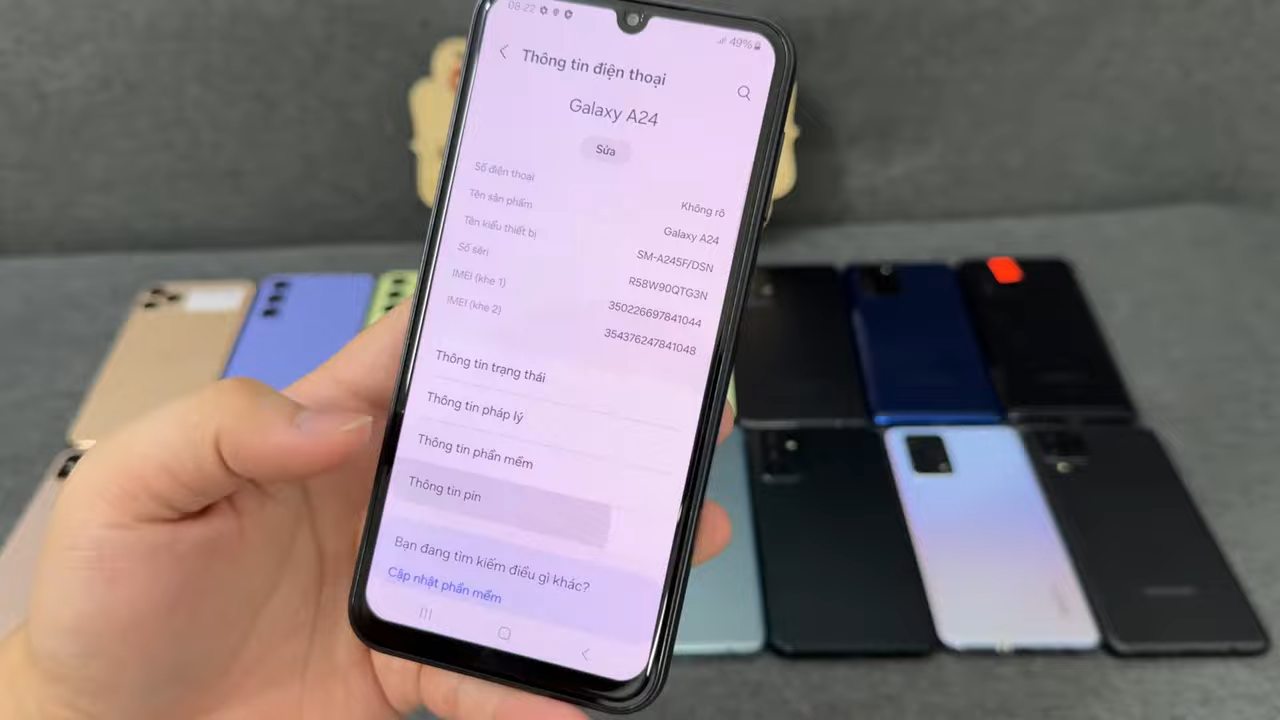 08:22
49%
Thông tin điện thoại
Galaxy A24
Sửa
Số điện thoại
Không rõ
Tên sản phẩm
Galaxy A24
Tên kiểu thiết bị
SM-A245F/DSN
Số sêri
R58W90QTG3N
IMEI (khe 1)
350226697841044
IMEI (khe 2)
354376247841048
Thông tin trạng thái
Thông tin pháp lý
Thông tin phần mềm
Thông tin pin
Bạn đang tìm kiếm điều gì khác?
Cập nhật phần mềm